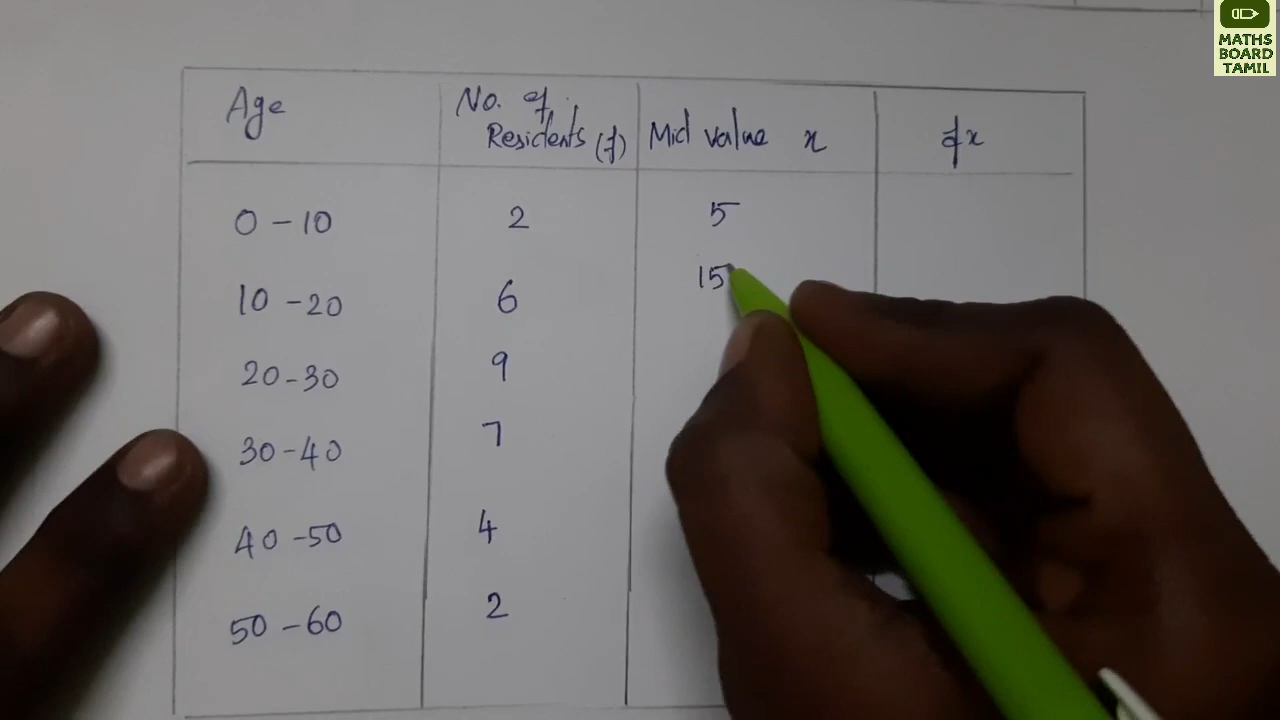 MATHS
BOARD
TAMIL
Age No. of Residents (f) Mid value x fx
0 - 10 2 5
10 - 20 6 15
20 - 30 9
30 - 40 7
40 - 50 4
50 - 60 2